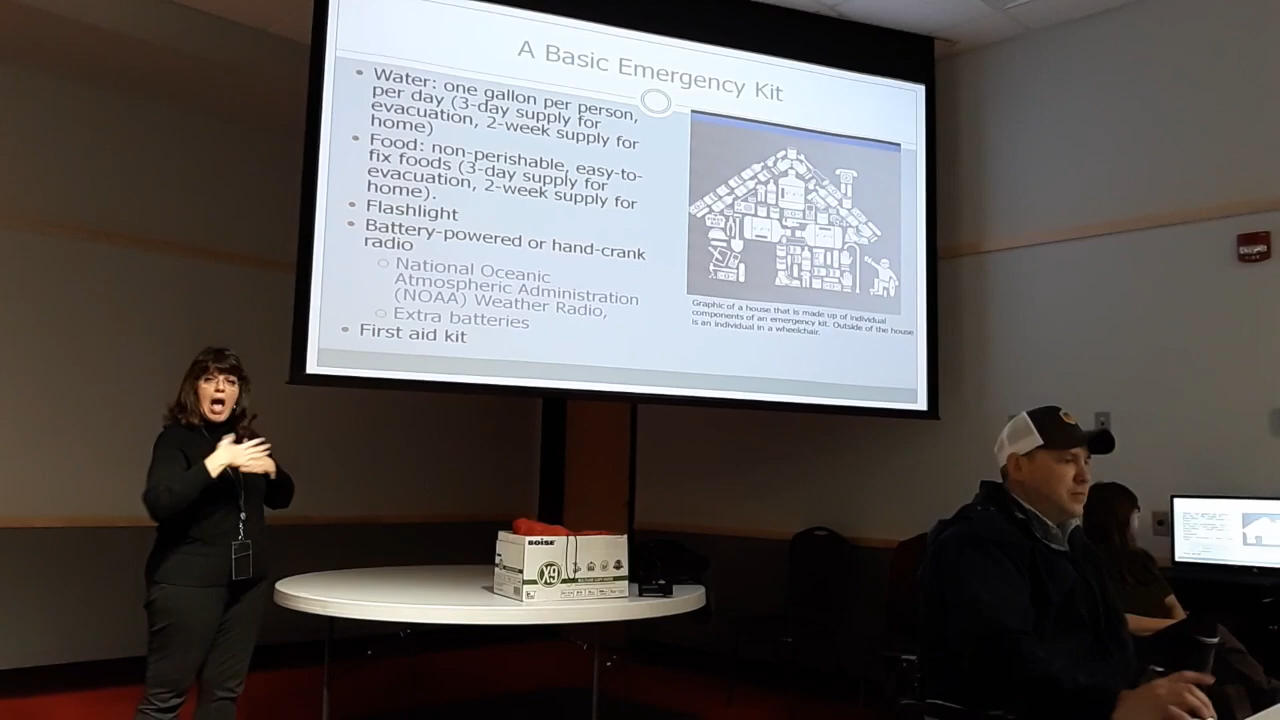 A Basic Emergency Kit
• Water: one gallon per person,
per day (3-day supply for
evacuation, 2-week supply for
home)
• Food: non-perishable, easy-to-
fix foods (3-day supply for
evacuation, 2-week supply for
home).
• Flashlight
• Battery-powered or hand-crank
radio
○ National Oceanic
Atmospheric Administration
(NOAA) Weather Radio,
○ Extra batteries
• First aid kit
Graphic of a house that is made up of individual
components of an emergency kit. Outside of the house
is an individual in a wheelchair.
BOISE
X9